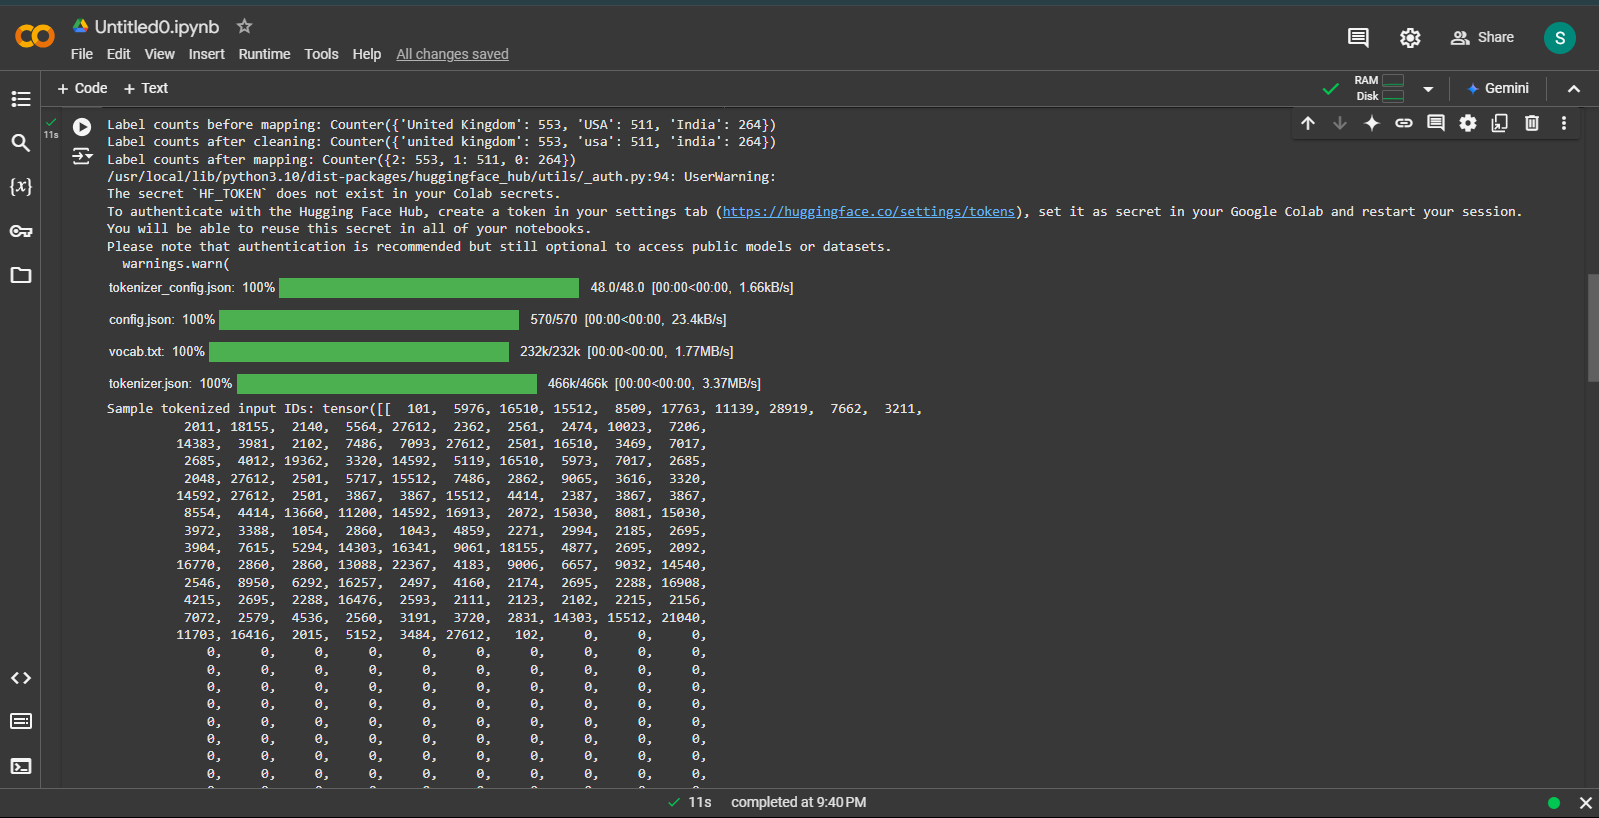 Untitled0.ipynb
File Edit View Insert Runtime Tools Help All changes saved
Share
S
+ Code + Text
RAM
Disk
Gemini
11s
Label counts before mapping: Counter({'United Kingdom': 553, 'USA': 511, 'India': 264})
Label counts after cleaning: Counter({'united kingdom': 553, 'usa': 511, 'india': 264})
Label counts after mapping: Counter({2: 553, 1: 511, 0: 264})
/usr/local/lib/python3.10/dist-packages/huggingface_hub/utils/_auth.py:94: UserWarning:
The secret `HF_TOKEN` does not exist in your Colab secrets.
To authenticate with the Hugging Face Hub, create a token in your settings tab (https://huggingface.co/settings/tokens), set it as secret in your Google Colab and restart your session.
You will be able to reuse this secret in all of your notebooks.
Please note that authentication is recommended but still optional to access public models or datasets.
warnings.warn(
tokenizer_config.json: 100% 48.0/48.0 [00:00<00:00, 1.66kB/s]
config.json: 100% 570/570 [00:00<00:00, 23.4kB/s]
vocab.txt: 100% 232k/232k [00:00<00:00, 1.77MB/s]
tokenizer.json: 100% 466k/466k [00:00<00:00, 3.37MB/s]
Sample tokenized input IDs: tensor([[ 101, 5976, 16510, 15512, 8509, 17763, 11139, 28919, 7662, 3211,
2011, 18155, 2140, 5564, 27612, 2362, 2561, 2474, 10023, 7206,
14383, 3981, 2102, 7486, 7093, 27612, 2501, 16510, 3469, 7017,
2685, 4012, 19362, 3320, 14592, 5119, 16510, 5973, 7017, 2685,
2048, 27612, 2501, 5717, 15512, 7486, 2862, 9065, 3616, 3320,
14592, 27612, 2501, 3867, 3867, 15512, 4414, 2387, 3867, 3867,
8554, 4414, 13660, 11200, 14592, 16913, 2072, 15030, 8081, 15030,
3972, 3388, 1054, 2860, 1043, 4859, 2271, 2994, 2185, 2695,
3904, 7615, 5294, 14303, 16341, 9061, 18155, 4877, 2695, 2092,
16770, 2860, 2860, 13088, 22367, 4183, 9006, 6657, 9032, 14540,
2546, 8950, 6292, 16257, 2497, 4160, 2174, 2695, 2288, 16908,
4215, 2695, 2288, 16476, 2593, 2111, 2123, 2102, 2215, 2156,
7072, 2579, 4536, 2560, 3191, 3720, 2831, 14303, 15512, 21040,
11703, 16416, 2015, 5152, 3484, 27612, 102, 0, 0, 0,
0, 0, 0, 0, 0, 0, 0, 0, 0, 0,
0, 0, 0, 0, 0, 0, 0, 0, 0, 0,
0, 0, 0, 0, 0, 0, 0, 0, 0, 0,
0, 0, 0, 0, 0, 0, 0, 0, 0, 0,
0, 0, 0, 0, 0, 0, 0, 0, 0, 0,
0, 0, 0, 0, 0, 0, 0, 0, 0, 0,
0, 0, 0, 0, 0, 0, 0, 0, 0, 0,
0, 0, 0, 0, 0, 0, 0, 0, 0, 0,
11s completed at 9:40 PM